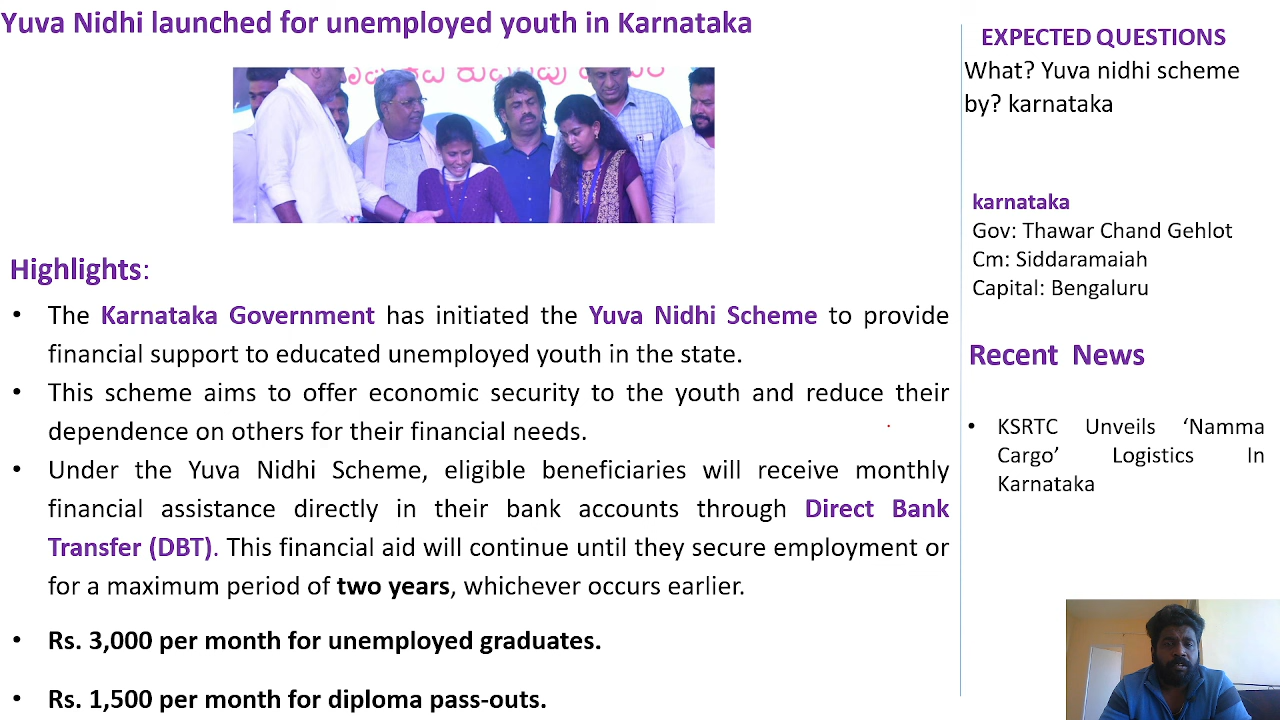 Yuva Nidhi launched for unemployed youth in Karnataka
Highlights:
• The Karnataka Government has initiated the Yuva Nidhi Scheme to provide
financial support to educated unemployed youth in the state.
• This scheme aims to offer economic security to the youth and reduce their
dependence on others for their financial needs.
• Under the Yuva Nidhi Scheme, eligible beneficiaries will receive monthly
financial assistance directly in their bank accounts through Direct Bank
Transfer (DBT). This financial aid will continue until they secure employment or
for a maximum period of two years, whichever occurs earlier.
• Rs. 3,000 per month for unemployed graduates.
• Rs. 1,500 per month for diploma pass-outs.
EXPECTED QUESTIONS
What? Yuva nidhi scheme
by? karnataka
karnataka
Gov: Thawar Chand Gehlot
Cm: Siddaramaiah
Capital: Bengaluru
Recent News
• KSRTC Unveils ‘Namma
Cargo’ Logistics In
Karnataka